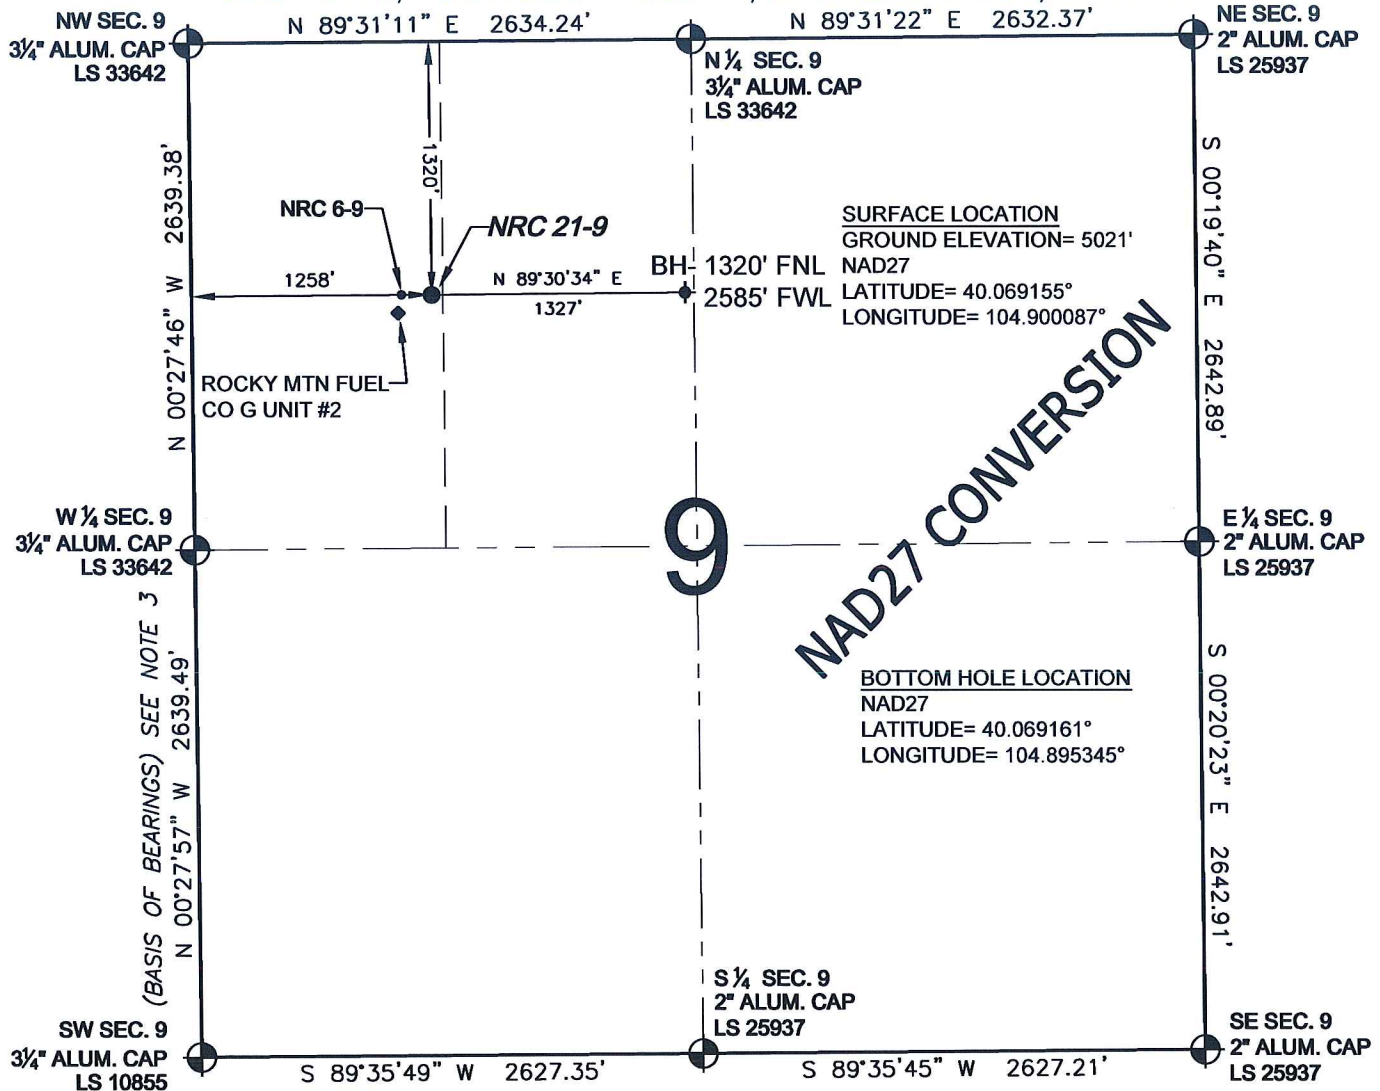 N 89°31'11" E 2634.24'
N 89°31'22" E 2632.37'
NW SEC. 9
3¼" ALUM. CAP
LS 33642
N ¼ SEC. 9
3¼" ALUM. CAP
LS 33642
NE SEC. 9
2" ALUM. CAP
LS 25937
N 00°27'46" W 2639.38'
1320'
S 00°19'40" E 2642.89'
NRC 6-9
NRC 21-9
1258'
N 89°30'34" E
1327'
BH- 1320' FNL
2585' FWL
SURFACE LOCATION
GROUND ELEVATION= 5021'
NAD27
LATITUDE= 40.069155°
LONGITUDE= 104.900087°
ROCKY MTN FUEL
CO G UNIT #2
NAD27 CONVERSION
W ¼ SEC. 9
3¼" ALUM. CAP
LS 33642
9
E ¼ SEC. 9
2" ALUM. CAP
LS 25937
(BASIS OF BEARINGS) SEE NOTE 3
N 00°27'57" W 2639.49'
BOTTOM HOLE LOCATION
NAD27
LATITUDE= 40.069161°
LONGITUDE= 104.895345°
S 00°20'23" E 2642.91'
SW SEC. 9
3¼" ALUM. CAP
LS 10855
S ¼ SEC. 9
2" ALUM. CAP
LS 25937
SE SEC. 9
2" ALUM. CAP
LS 25937
S 89°35'49" W 2627.35'
S 89°35'45" W 2627.21'